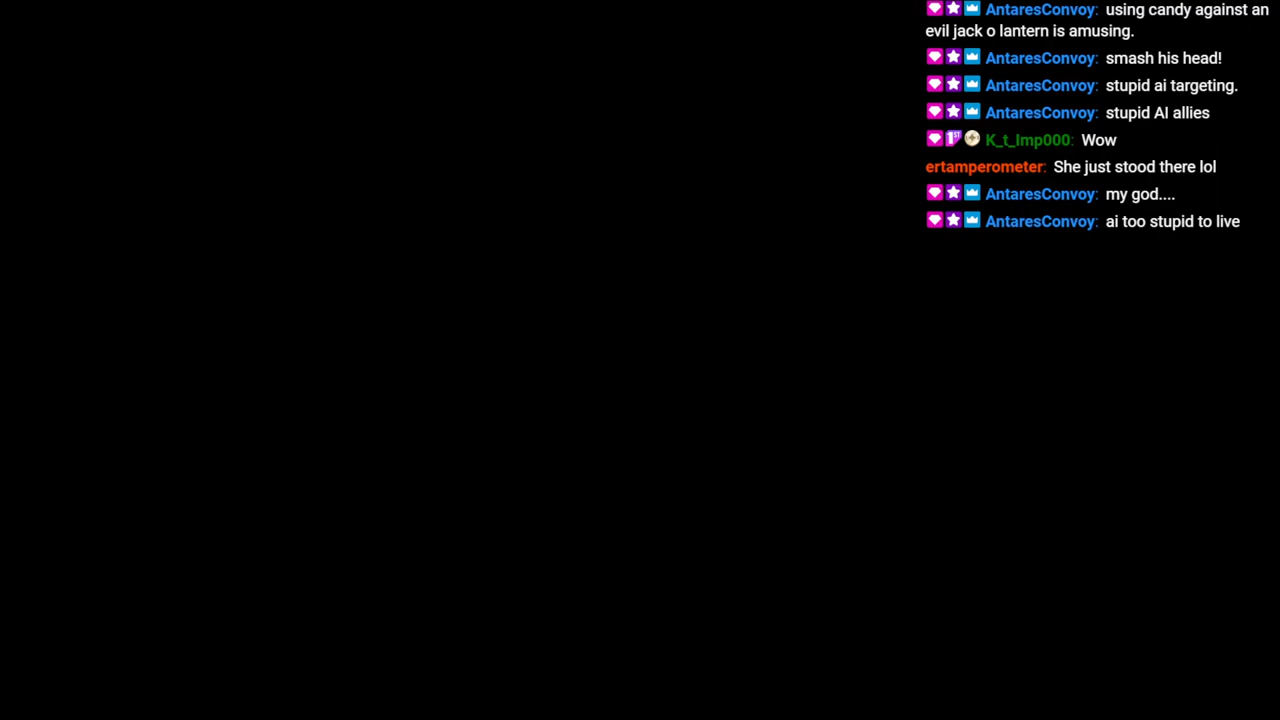 AntaresConvoy: using candy against an
evil jack o lantern is amusing.
AntaresConvoy: smash his head!
AntaresConvoy: stupid ai targeting.
AntaresConvoy: stupid AI allies
1ST K_t_Imp000: Wow
ertamperometer: She just stood there lol
AntaresConvoy: my god....
AntaresConvoy: ai too stupid to live